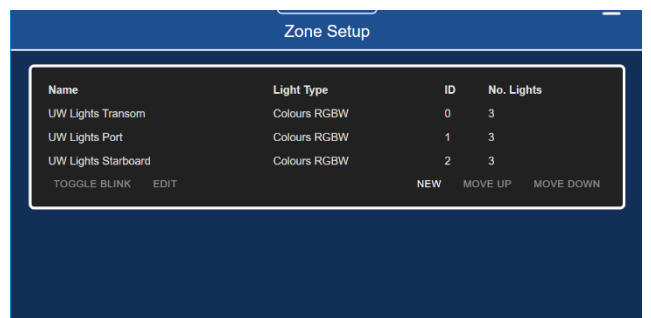 Zone Setup
Name Light Type ID No. Lights
UW Lights Transom Colours RGBW 0 3
UW Lights Port Colours RGBW 1 3
UW Lights Starboard Colours RGBW 2 3
TOGGLE BLINK EDIT NEW MOVE UP MOVE DOWN